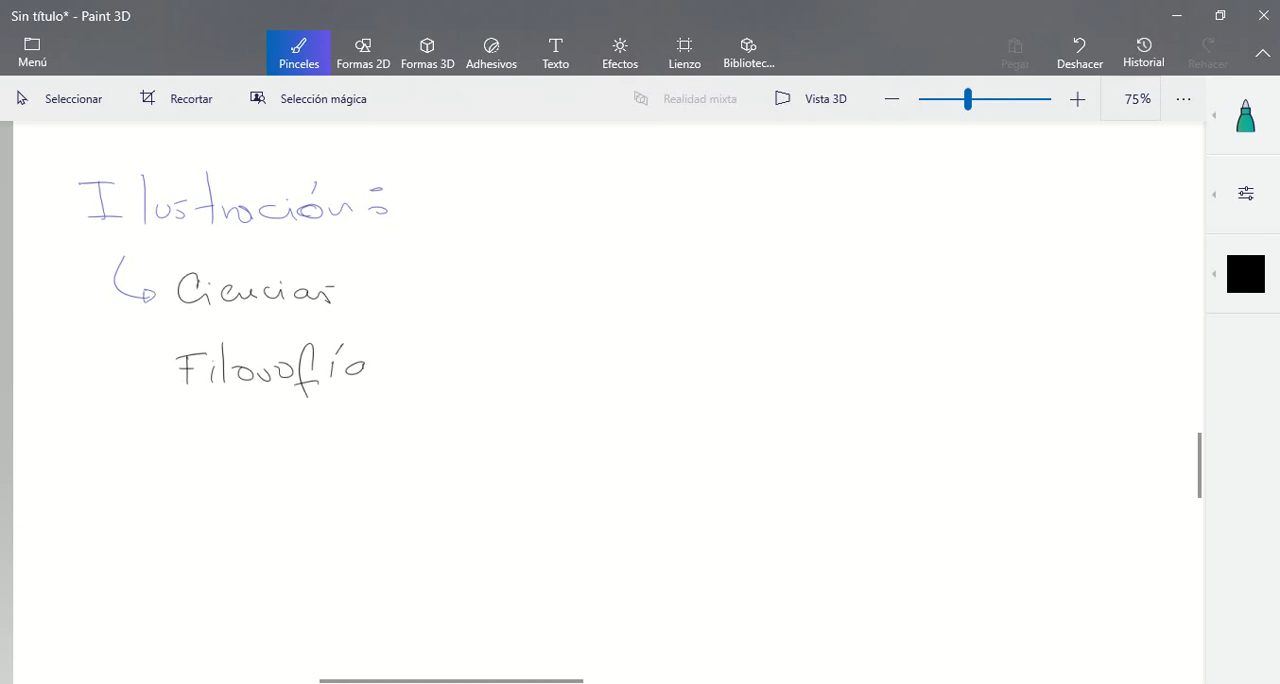 Sin título* - Paint 3D
Menú
Pinceles Formas 2D Formas 3D Adhesivos Texto Efectos Lienzo Bibliotec... Pegar Deshacer Historial Rehacer
Seleccionar Recortar Selección mágica Realidad mixta Vista 3D 75%
Ilustración:
Ciencias
Filosofía